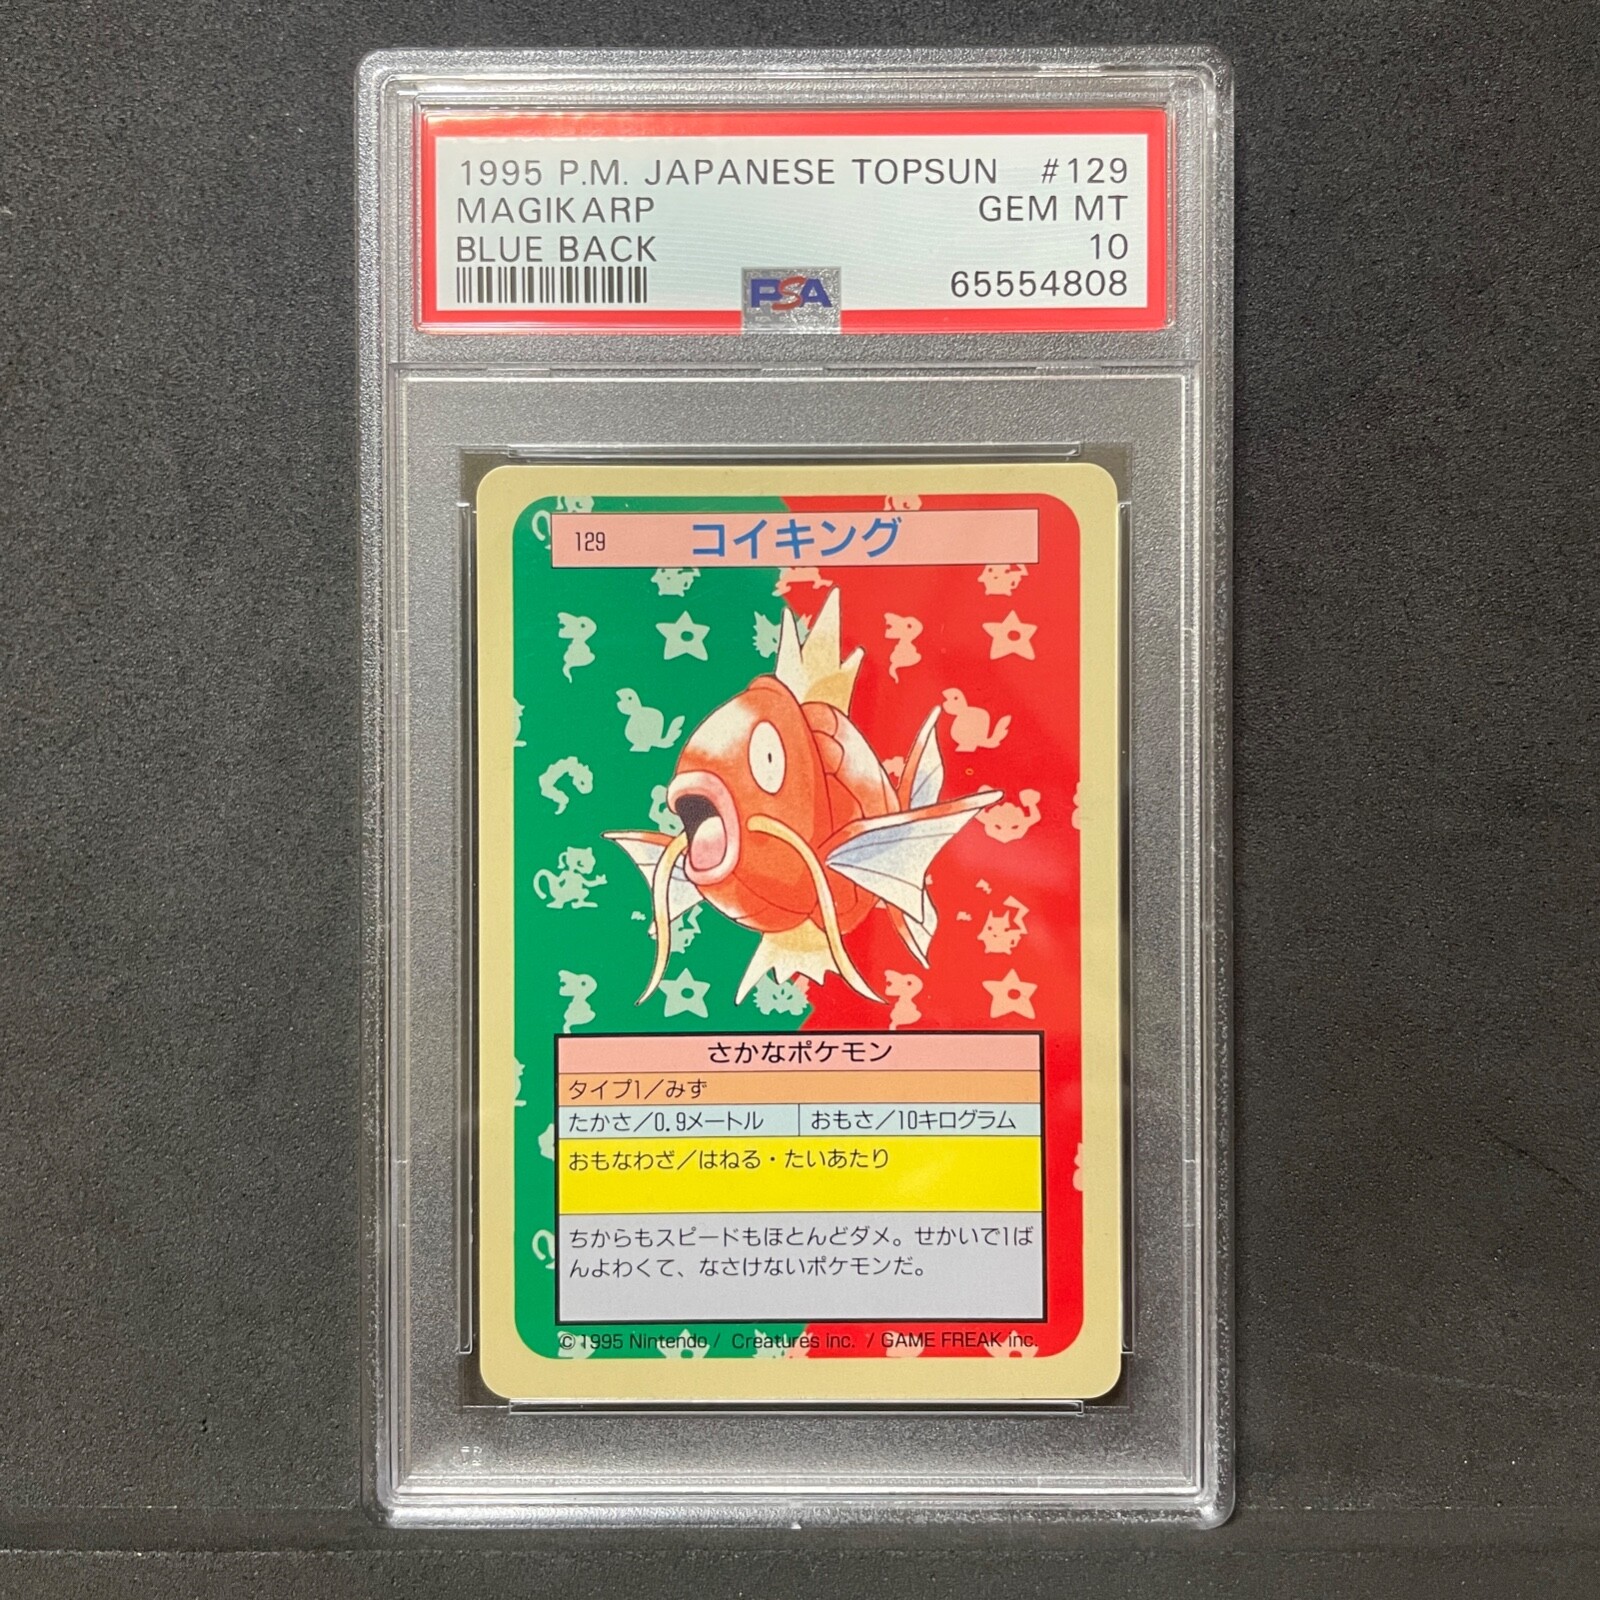 1995 P.M. JAPANESE TOPSUN #129
MAGIKARP GEM MT
BLUE BACK 10
65554808
PSA
129 コイキング
さかなポケモン
タイプ1／みず
たかさ／0.9メートル おもさ／10キログラム
おもなわざ／はねる・たいあたり
ちからもスピードもほとんどダメ。せかいで1ば
んよわくて、なさけないポケモンだ。
© 1995 Nintendo / Creatures inc. / GAME FREAK inc.